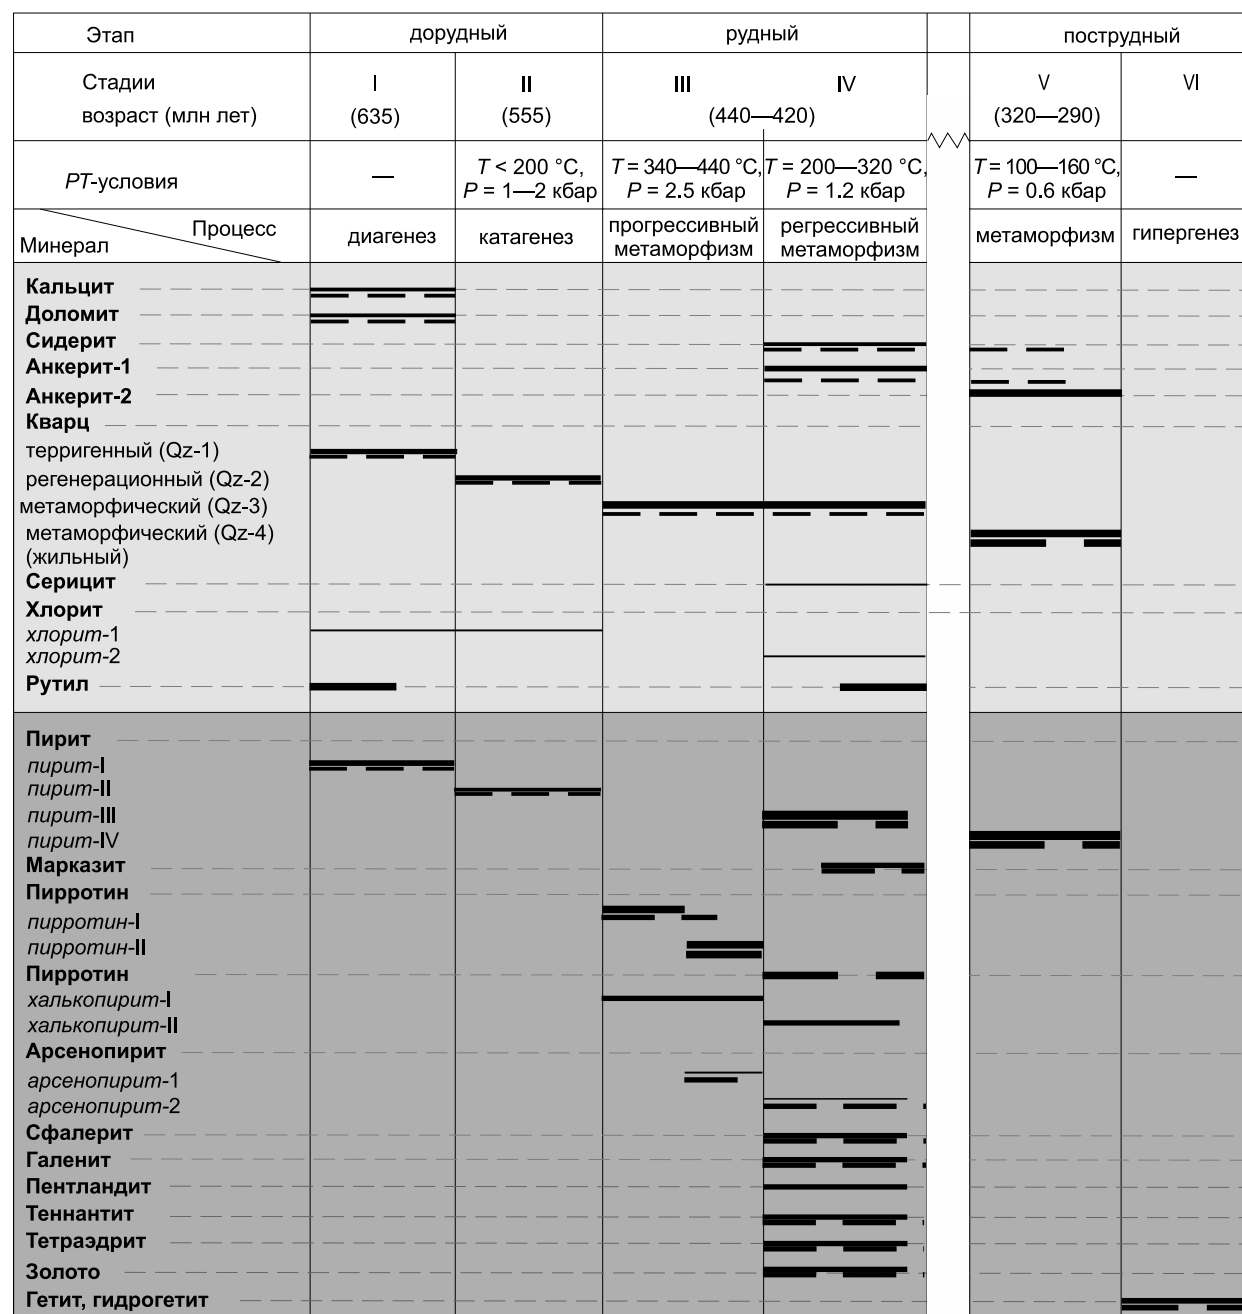 Этап дорудный рудный пострудный
Стадии I II III IV V VI
возраст (млн лет) (635) (555) (440—420) (320—290)
PT-условия — T < 200 °C, T = 340—440 °C, T = 200—320 °C, T = 100—160 °C, —
P = 1—2 кбар P = 2.5 кбар P = 1.2 кбар P = 0.6 кбар
Процесс диагенез катагенез прогрессивный регрессивный метаморфизм гипергенез
Минерал метаморфизм метаморфизм
Кальцит
Доломит
Сидерит
Анкерит-1
Анкерит-2
Кварц
терригенный (Qz-1)
регенерационный (Qz-2)
метаморфический (Qz-3)
метаморфический (Qz-4)
(жильный)
Серицит
Хлорит
хлорит-1
хлорит-2
Рутил
Пирит
пирит-I
пирит-II
пирит-III
пирит-IV
Марказит
Пирротин
пирротин-I
пирротин-II
Пирротин
халькопирит-I
халькопирит-II
Арсенопирит
арсенопирит-1
арсенопирит-2
Сфалерит
Галенит
Пентландит
Теннантит
Тетраэдрит
Золото
Гетит, гидрогетит